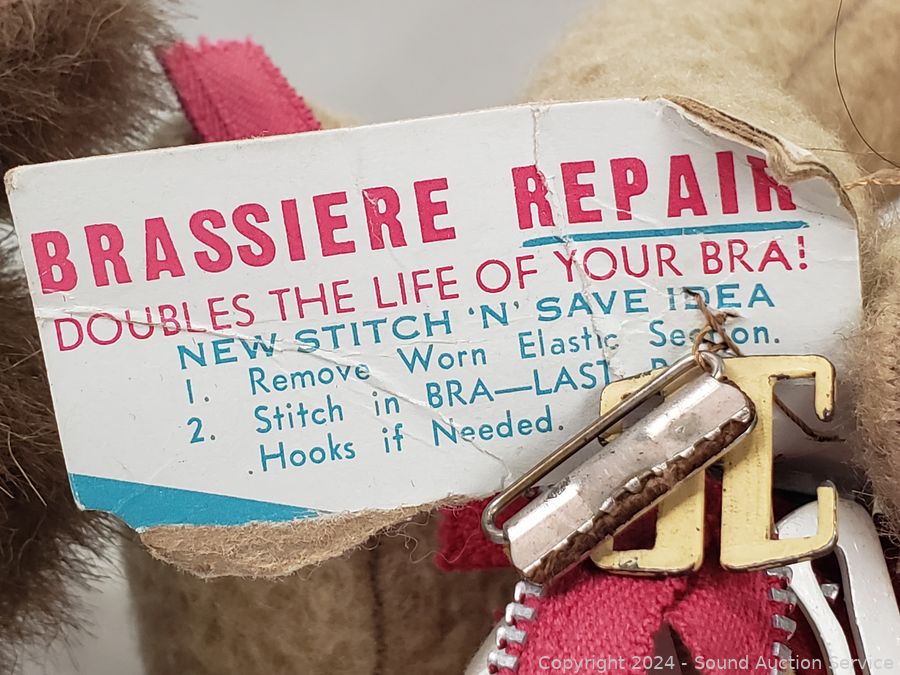 BRASSIERE REPAIR
DOUBLES THE LIFE OF YOUR BRA!
NEW STITCH 'N' SAVE IDEA
1. Remove Worn Elastic Section.
2. Stitch in BRA—LAST
Hooks if Needed.
Copyright 2024 - Sound Auction Service